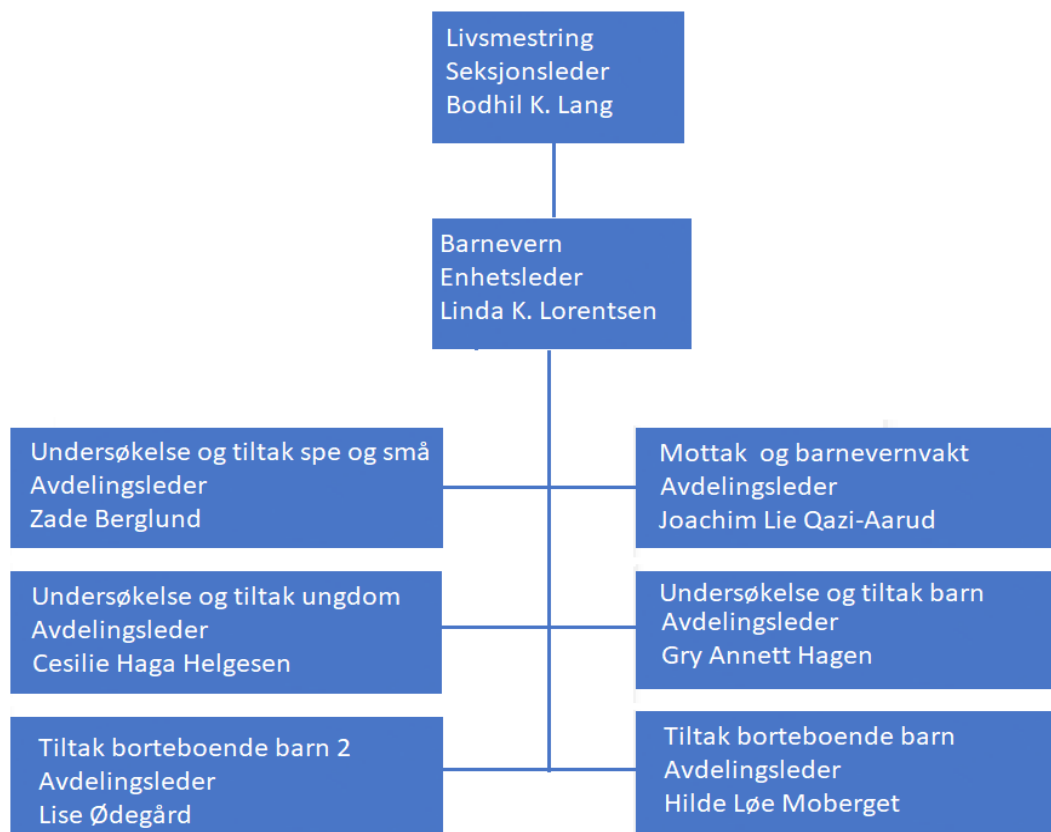 Livsmestring
Seksjonsleder
Bodhil K. Lang
Barnevern
Enhetsleder
Linda K. Lorentsen
Undersøkelse og tiltak spe og små
Avdelingsleder
Zade Berglund
Mottak og barnevernvakt
Avdelingsleder
Joachim Lie Qazi-Aarud
Undersøkelse og tiltak ungdom
Avdelingsleder
Cesilie Haga Helgesen
Undersøkelse og tiltak barn
Avdelingsleder
Gry Annett Hagen
Tiltak borteboende barn 2
Avdelingsleder
Lise Ødegård
Tiltak borteboende barn
Avdelingsleder
Hilde Løe Moberget